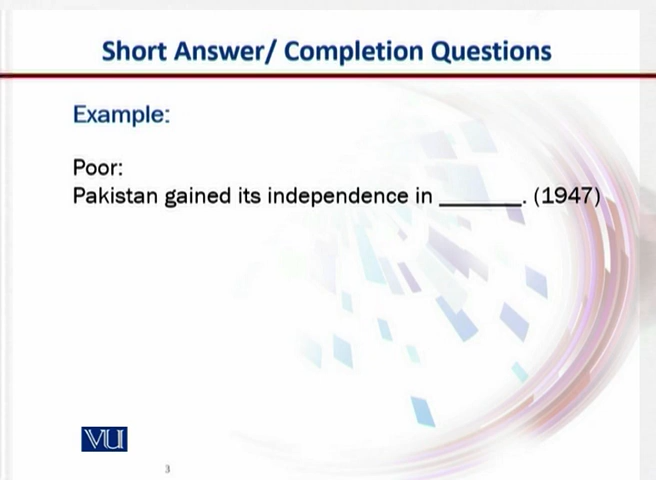 Short Answer/ Completion Questions
Example:
Poor:
Pakistan gained its independence in _______. (1947)
VU
3